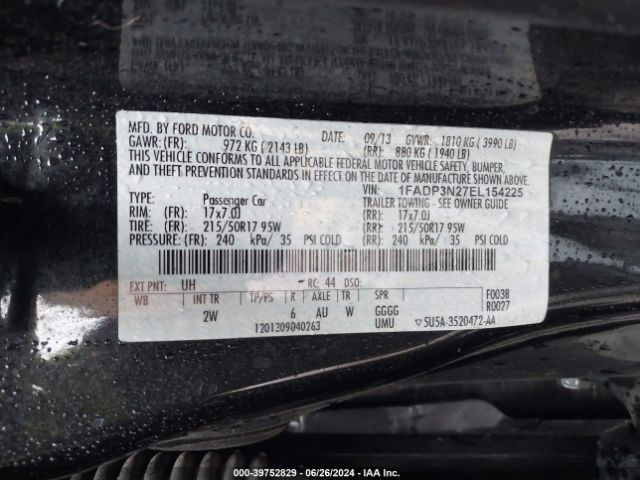 MFD. BY FORD MOTOR CO. DATE: 09/13 GVWR: 1810 KG ( 3990 LB)
GAWR: (FR): 972 KG ( 2143 LB) (RR): 880 KG ( 1940 LB)
THIS VEHICLE CONFORMS TO ALL APPLICABLE FEDERAL MOTOR VEHICLE SAFETY, BUMPER,
AND THEFT PREVENTION STANDARDS IN EFFECT ON THE DATE OF MANUFACTURE SHOWN ABOVE.
VIN: 1FADP3N27EL154225
TYPE: Passenger Car TRAILER TOWING - SEE OWNER GUIDE
RIM: (FR): 17x7.0J (RR): 17x7.0J
TIRE: (FR): 215/50R17 95W (RR): 215/50R17 95W
PRESSURE: (FR): 240 kPa/ 35 PSI COLD (RR): 240 kPa/ 35 PSI COLD
EXT PNT: UH RC: 44 DSO:
WB INT TR TP/PS R AXLE TR SPR F0038
2W 6 AU W GGGG R0027
1201309040263 UMU ▽5U5A-3520472-AA
000-39752829 - 06/26/2024 - IAA Inc.